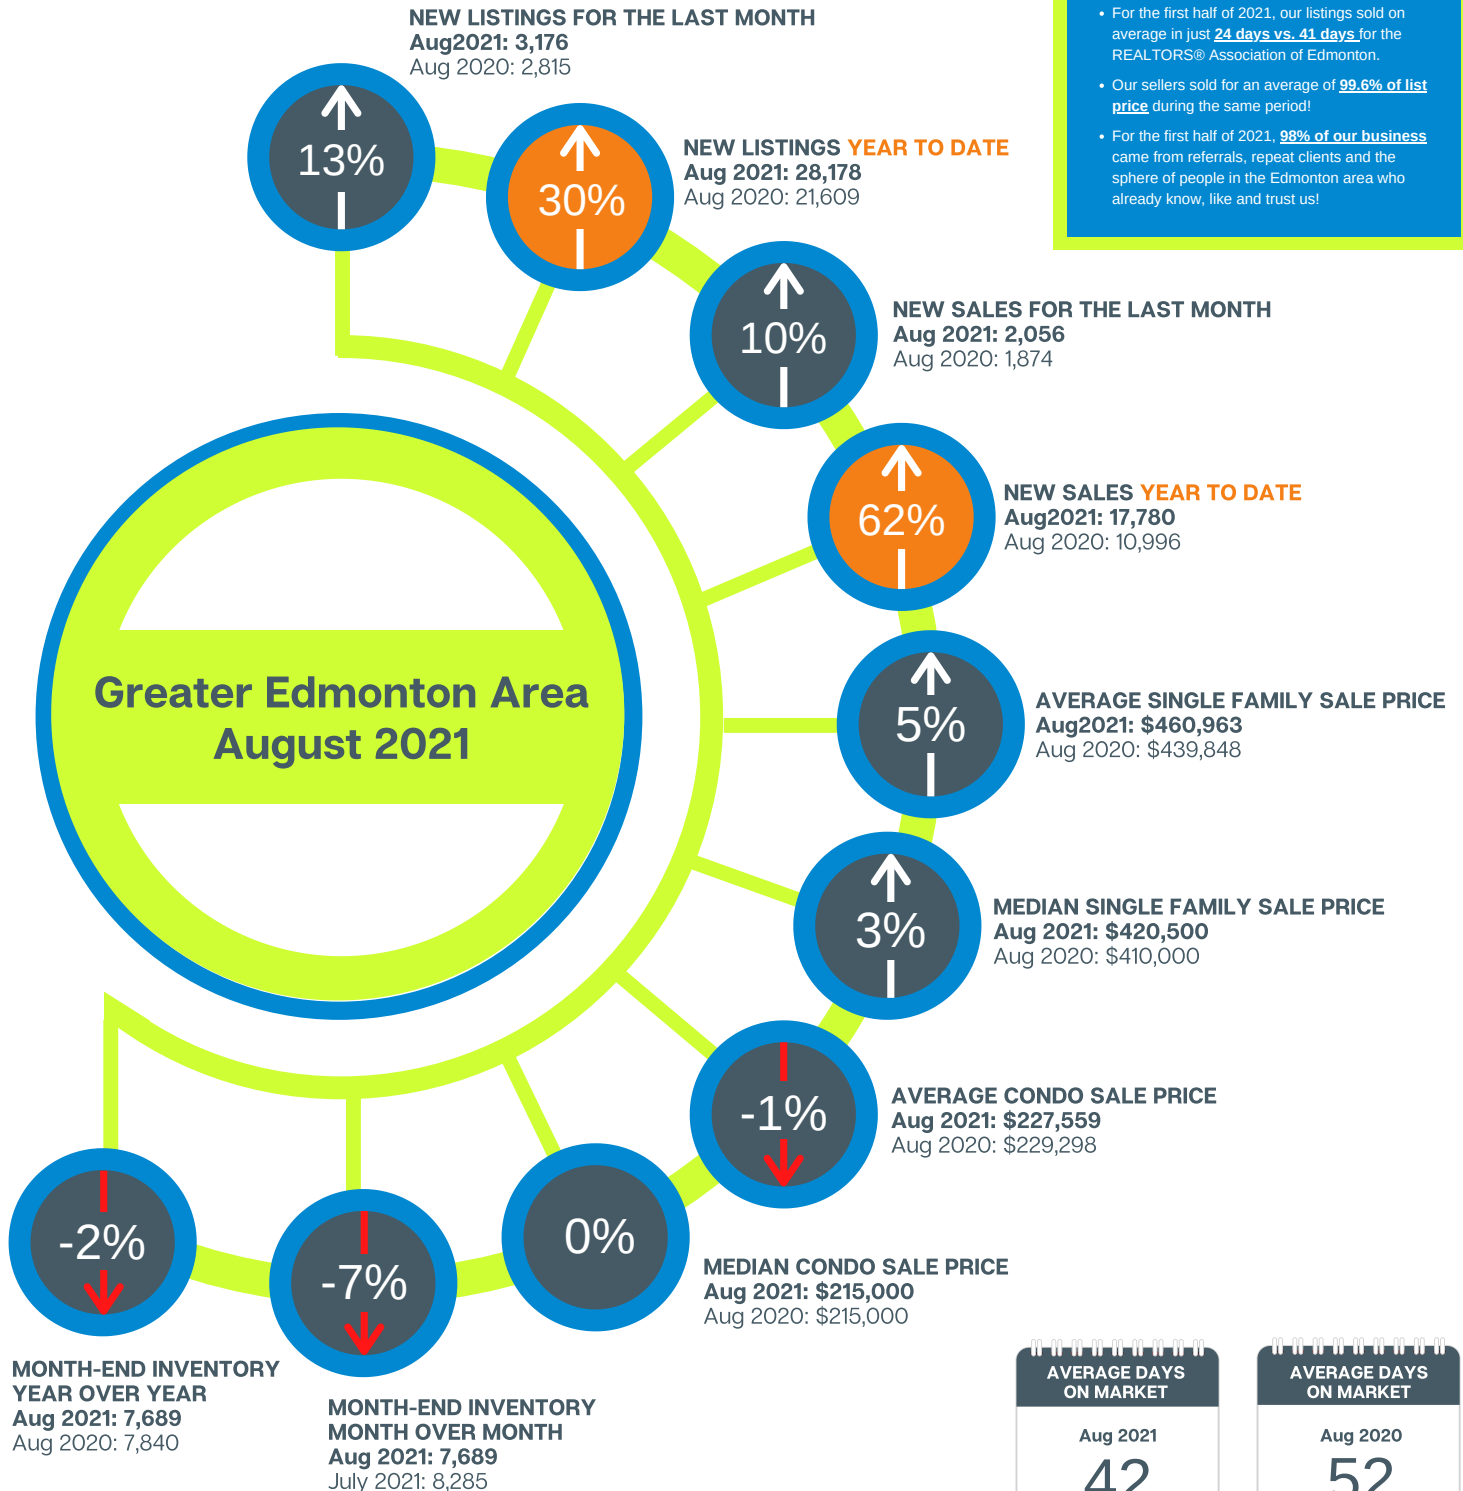 NEW LISTINGS FOR THE LAST MONTH
Aug2021: 3,176
Aug 2020: 2,815
13%
• For the first half of 2021, our listings sold on
average in just 24 days vs. 41 days for the
REALTORS® Association of Edmonton.
• Our sellers sold for an average of 99.6% of list
price during the same period!
• For the first half of 2021, 98% of our business
came from referrals, repeat clients and the
sphere of people in the Edmonton area who
already know, like and trust us!
30%
NEW LISTINGS YEAR TO DATE
Aug 2021: 28,178
Aug 2020: 21,609
10%
NEW SALES FOR THE LAST MONTH
Aug 2021: 2,056
Aug 2020: 1,874
62%
NEW SALES YEAR TO DATE
Aug2021: 17,780
Aug 2020: 10,996
Greater Edmonton Area
August 2021
5%
AVERAGE SINGLE FAMILY SALE PRICE
Aug2021: $460,963
Aug 2020: $439,848
3%
MEDIAN SINGLE FAMILY SALE PRICE
Aug 2021: $420,500
Aug 2020: $410,000
-1%
AVERAGE CONDO SALE PRICE
Aug 2021: $227,559
Aug 2020: $229,298
0%
MEDIAN CONDO SALE PRICE
Aug 2021: $215,000
Aug 2020: $215,000
-7%
MONTH-END INVENTORY
MONTH OVER MONTH
Aug 2021: 7,689
July 2021: 8,285
-2%
MONTH-END INVENTORY
YEAR OVER YEAR
Aug 2021: 7,689
Aug 2020: 7,840
AVERAGE DAYS
ON MARKET
Aug 2021
42
AVERAGE DAYS
ON MARKET
Aug 2020
52